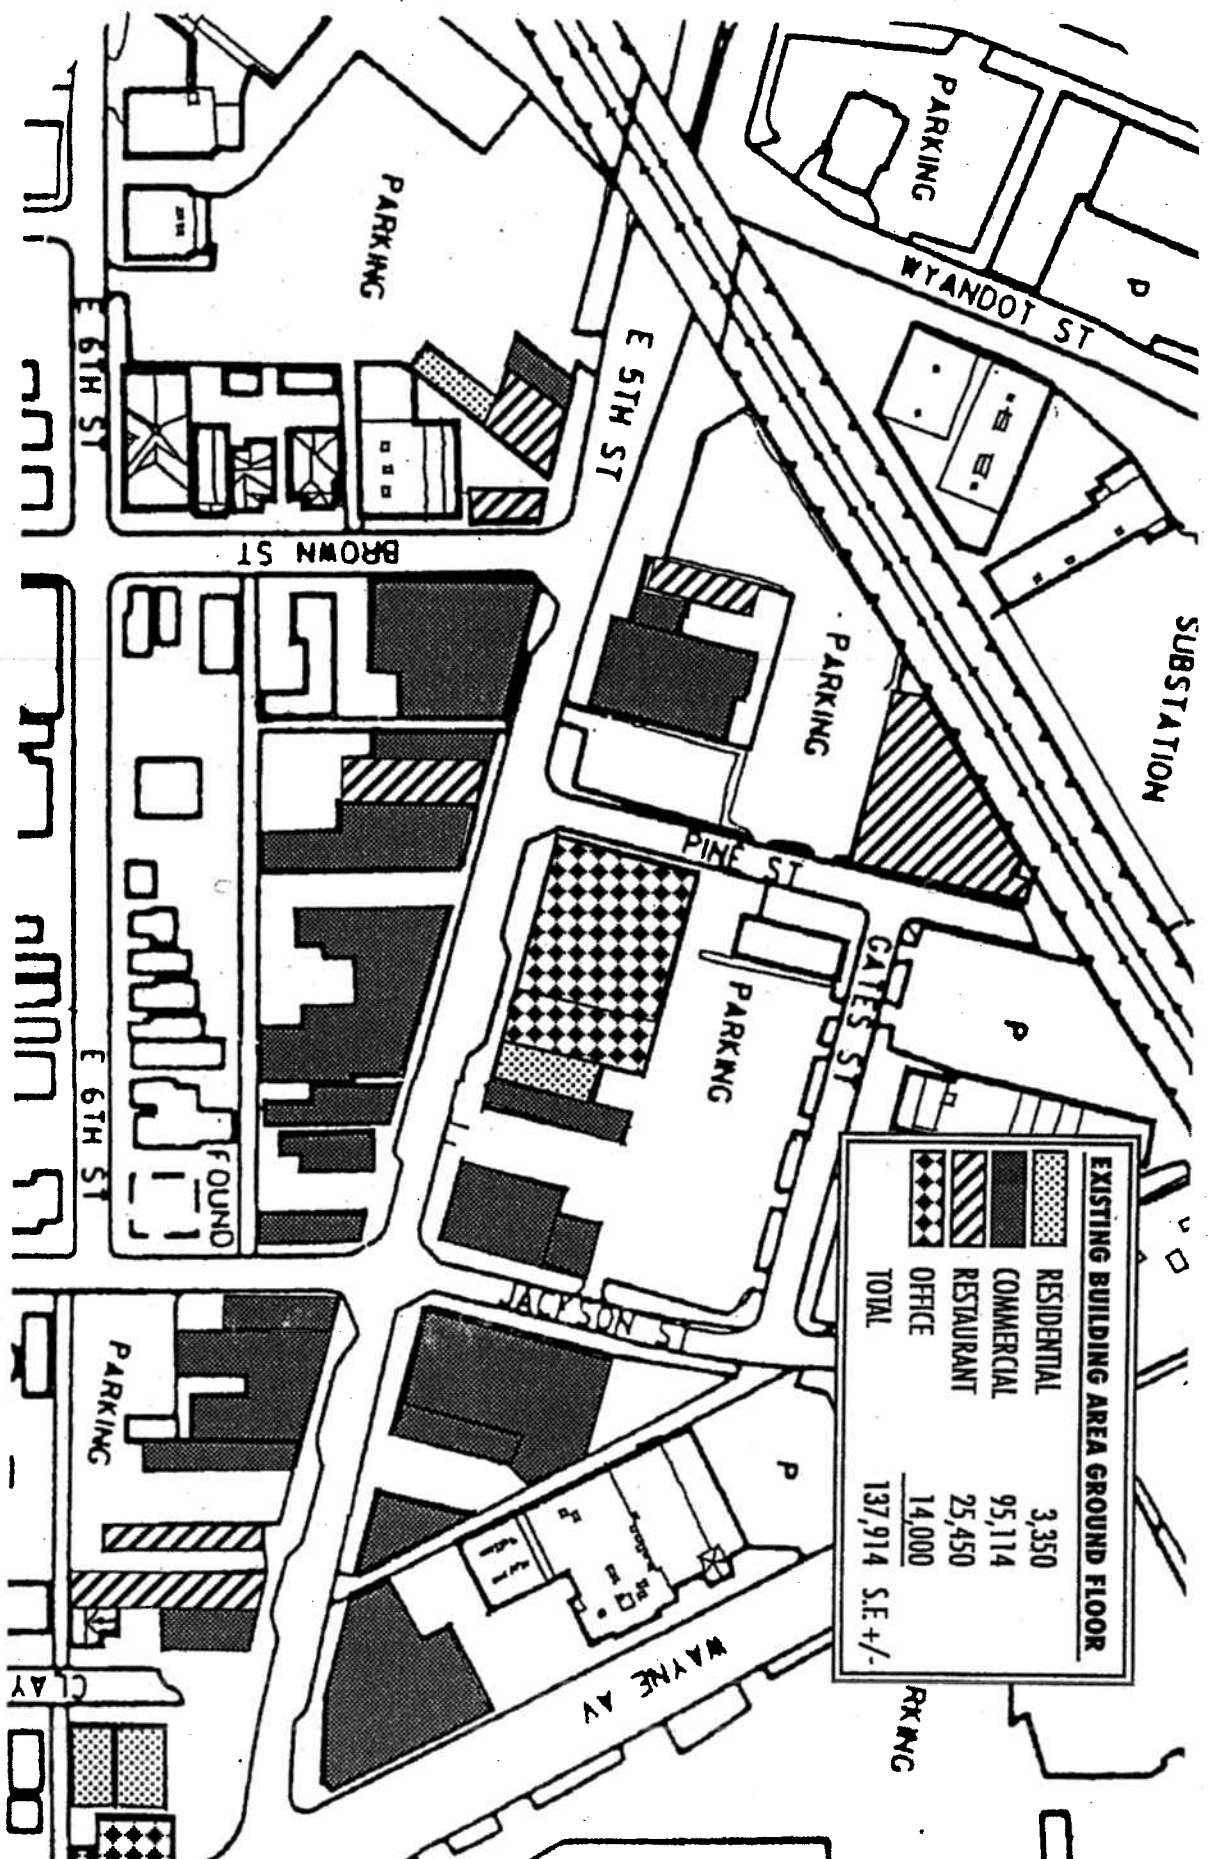 PARKING
WYANDOT ST
P
SUBSTATION
PARKING
E 5TH ST
E 6TH ST
BROWN ST
PARKING
PINE ST
GATES ST
P
PARKING
E 6TH ST
FOUND
JACKSON ST
P
PARKING
WAYNE AV
CLAY
RKING
EXISTING BUILDING AREA GROUND FLOOR
RESIDENTIAL 3,350
COMMERCIAL 95,114
RESTAURANT 25,450
OFFICE 14,000
TOTAL 137,914 S.F. +/-